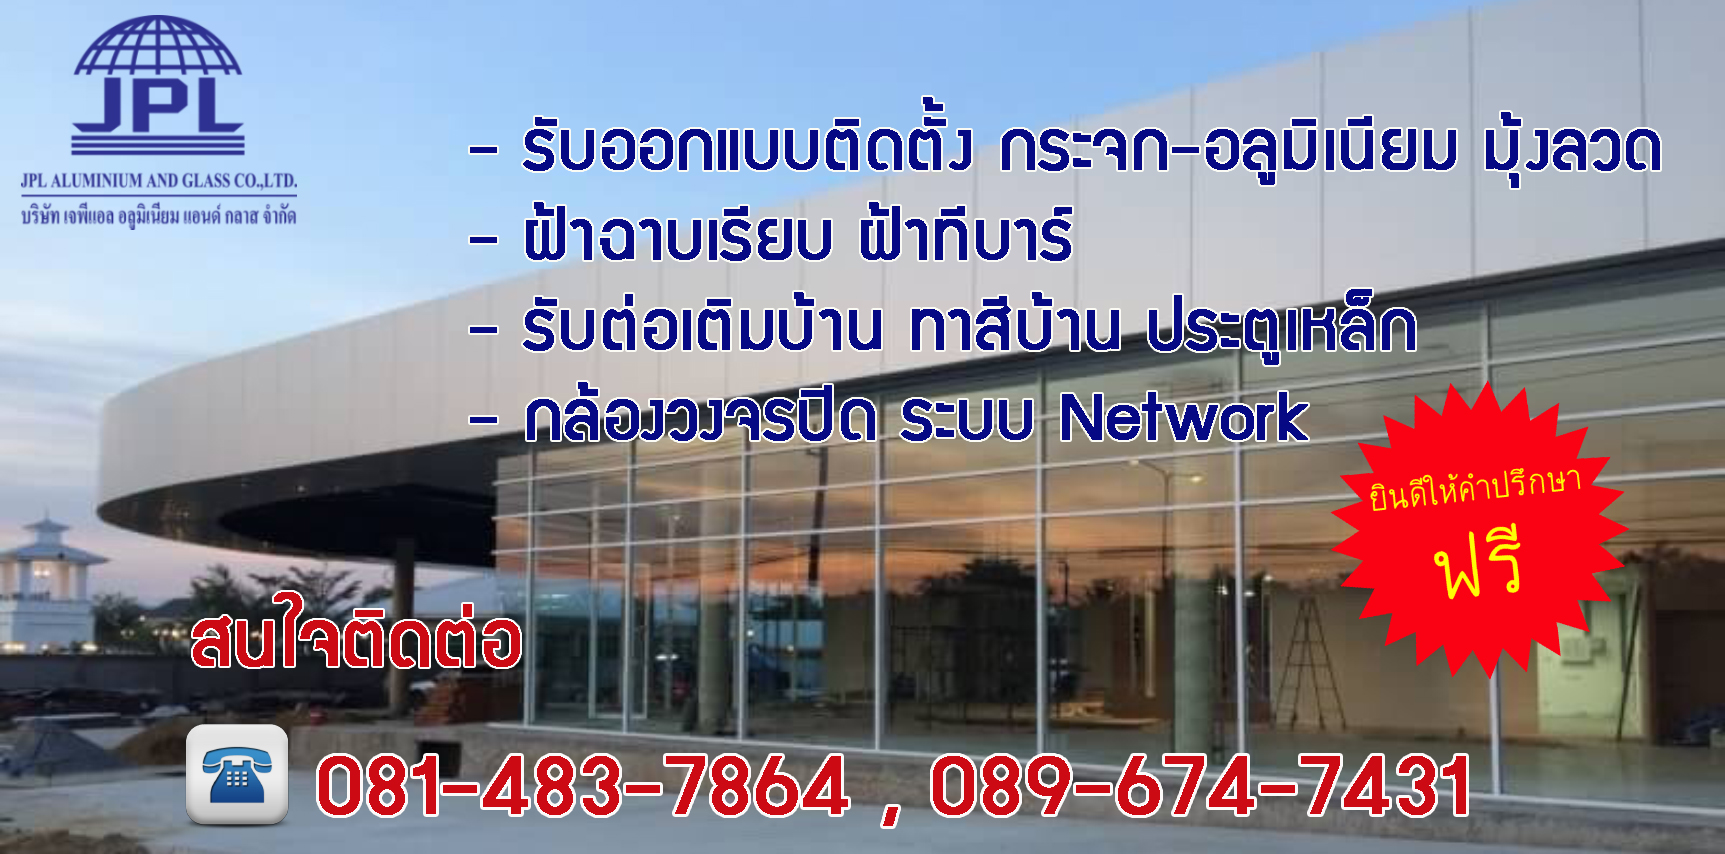 JPL
JPL ALUMINIUM AND GLASS CO.,LTD.
บริษัท เจพีแอล อลูมิเนียม แอนด์ กลาส จำกัด
- รับออกแบบติดตั้ง กระจก-อลูมิเนียม มุ้งลวด
- ฝ้าฉาบเรียบ ฝ้าทีบาร์
- รับต่อเติมบ้าน ทาสีบ้าน ประตูเหล็ก
- กล้องวงจรปิด ระบบ Network
ยินดีให้คำปรึกษา
ฟรี
สนใจติดต่อ
081-483-7864 , 089-674-7431